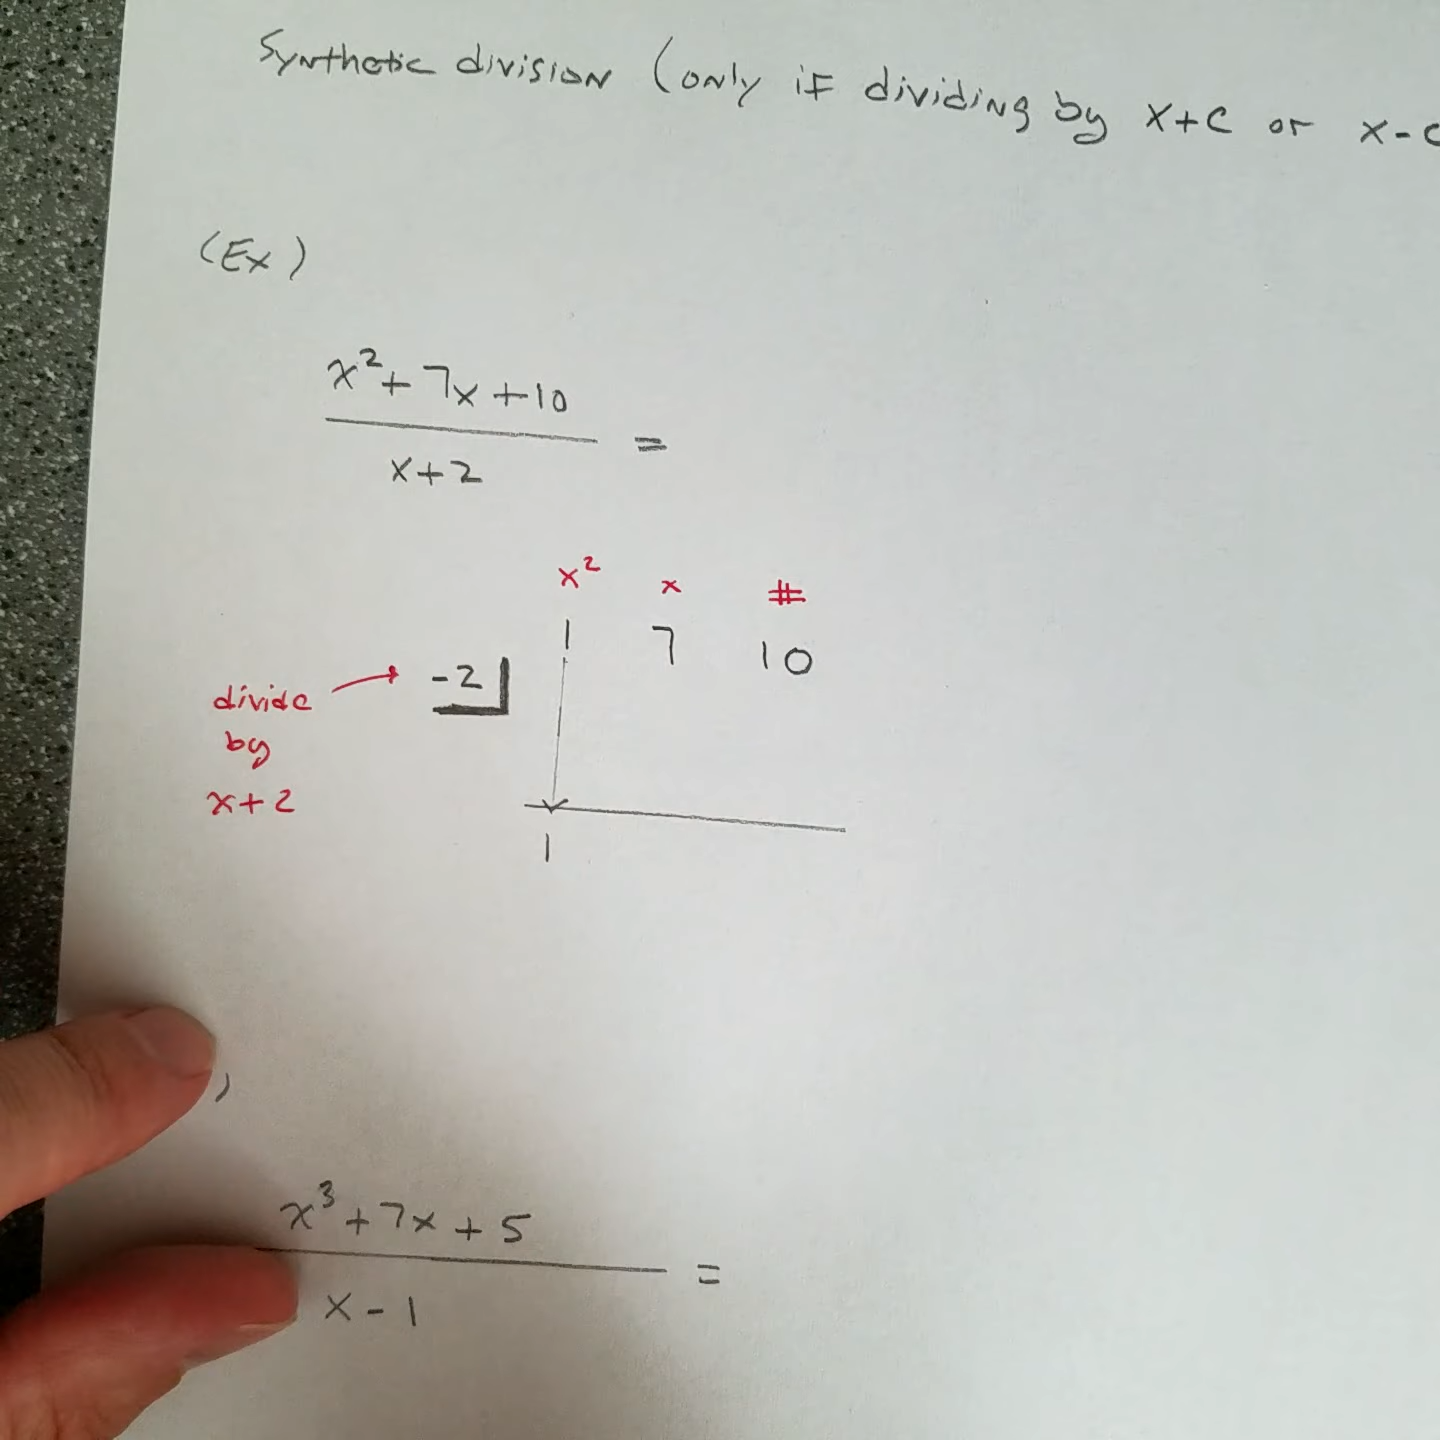 Synthetic division (only if dividing by x+c or x-c
(Ex)
x²+ 7x +10
=
x+2
x² x #
1 7 10
divide → -2
by
x+2
1
)
x³ +7x + 5
=
x - 1